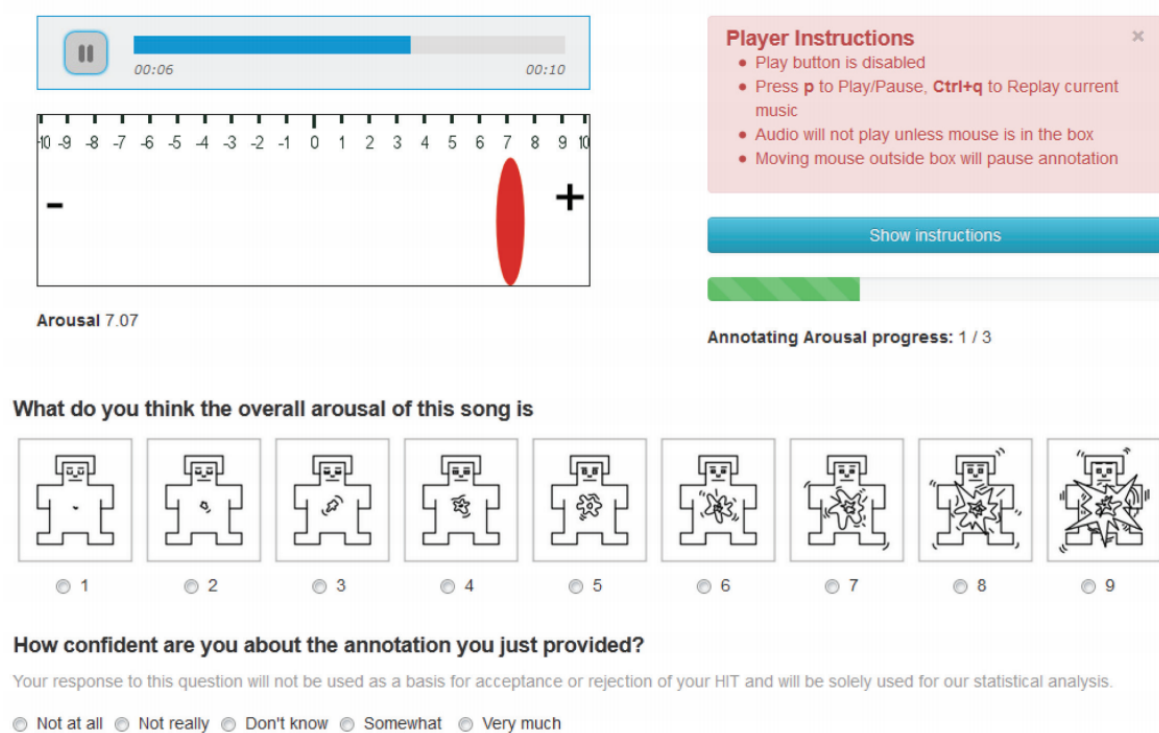 00:06 00:10
-10 -9 -8 -7 -6 -5 -4 -3 -2 -1 0 1 2 3 4 5 6 7 8 9 10
- +
Arousal 7.07
Player Instructions ×
• Play button is disabled
• Press p to Play/Pause, Ctrl+q to Replay current
music
• Audio will not play unless mouse is in the box
• Moving mouse outside box will pause annotation
Show instructions
Annotating Arousal progress: 1 / 3
What do you think the overall arousal of this song is
1 2 3 4 5 6 7 8 9
How confident are you about the annotation you just provided?
Your response to this question will not be used as a basis for acceptance or rejection of your HIT and will be solely used for our statistical analysis.
Not at all Not really Don't know Somewhat Very much